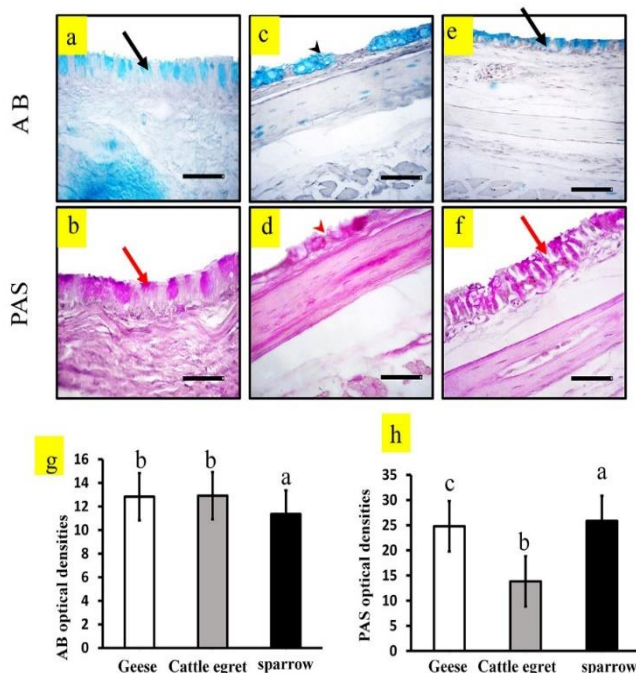 a
c
e
A B
b
d
f
PAS
g
AB optical densities
16
14
12
10
8
6
4
2
0
b
b
a
Geese
Cattle egret
sparrow
h
PAS optical densities
35
30
25
20
15
10
5
0
c
b
a
Geese
Cattle egret
sparrow